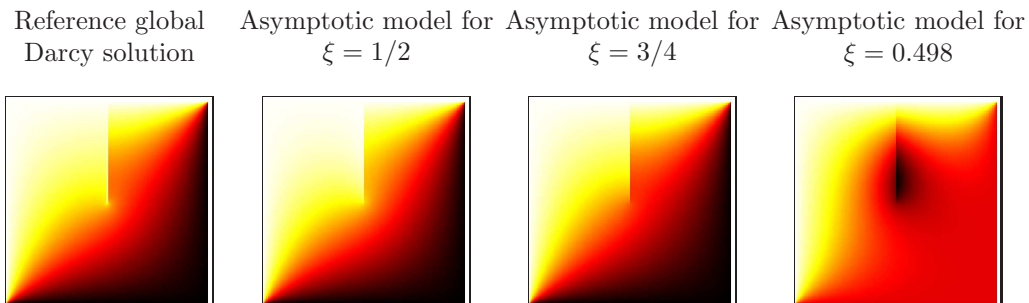 Reference global
Darcy solution
Asymptotic model for
ξ = 1/2
Asymptotic model for
ξ = 3/4
Asymptotic model for
ξ = 0.498